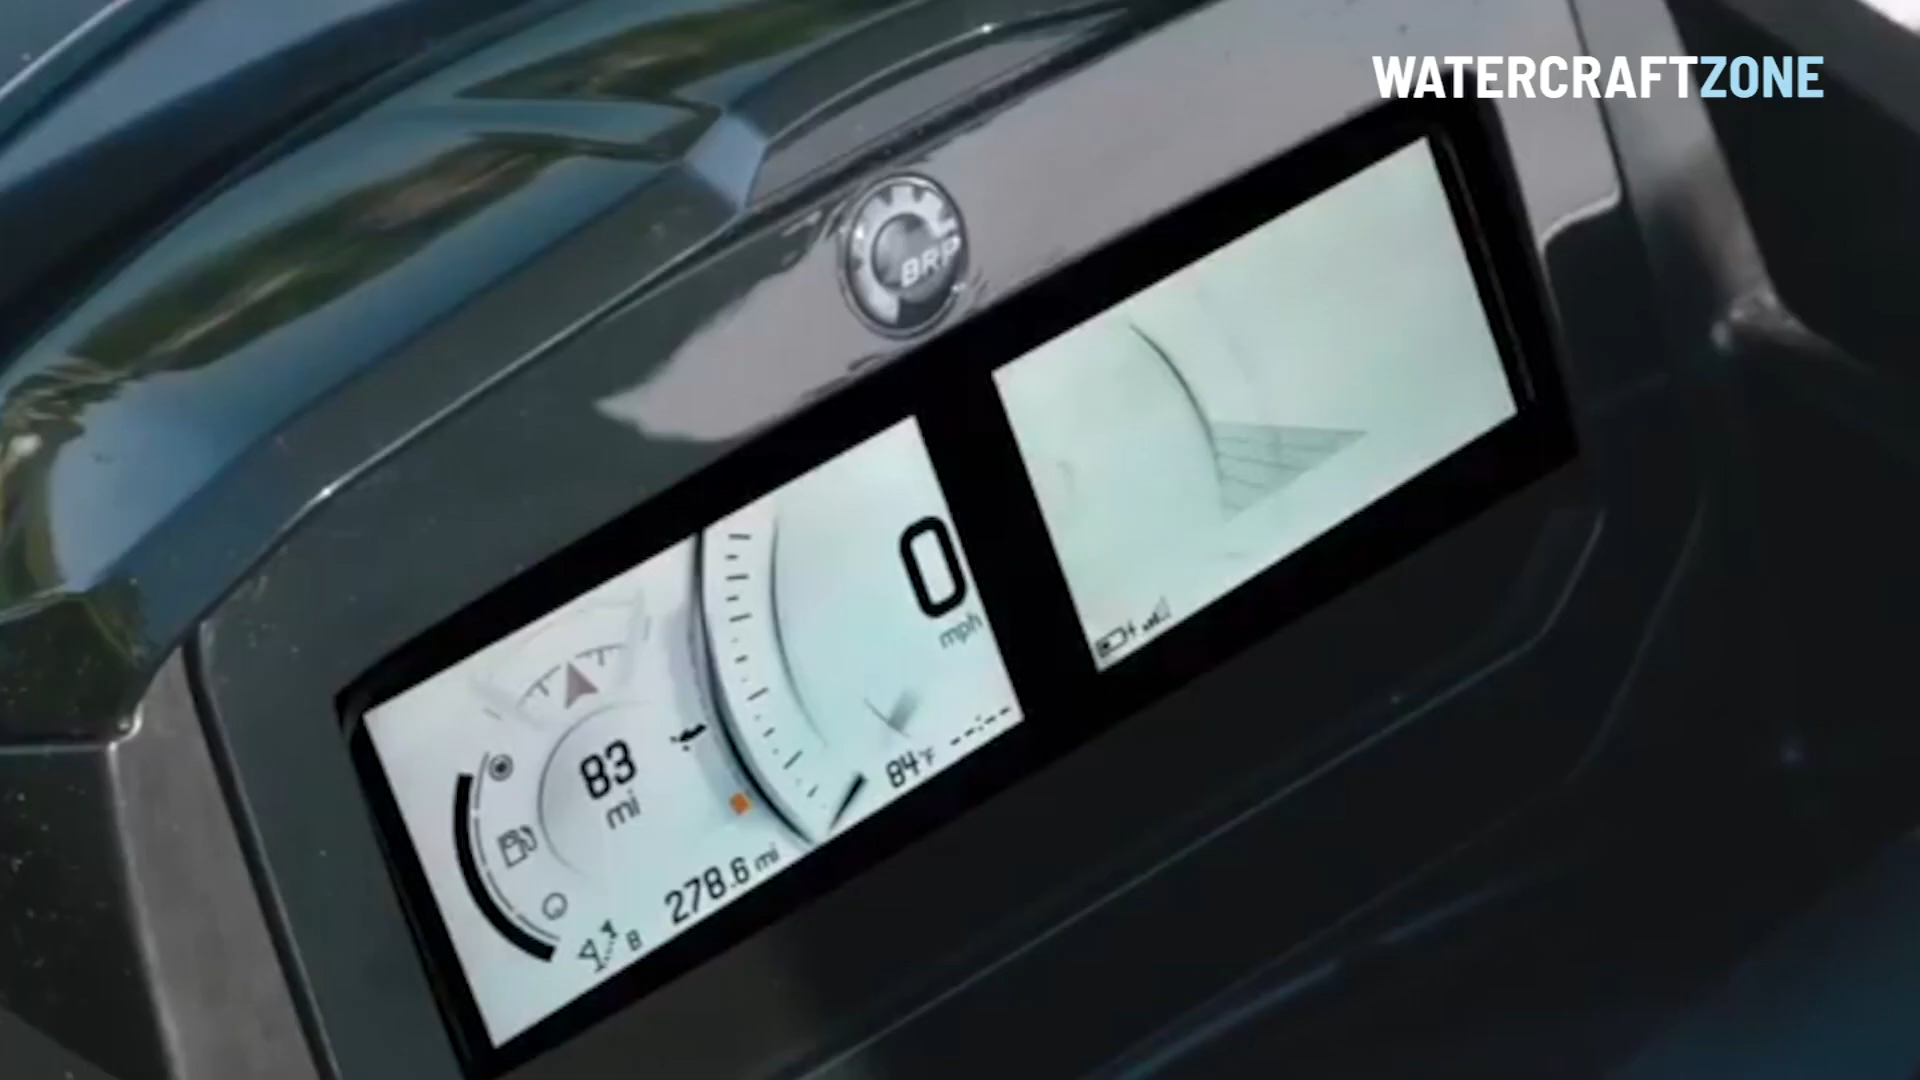 WATERCRAFTZONE
BRP
0
mph
83
mi
84°F
--:--
278.6 mi
B